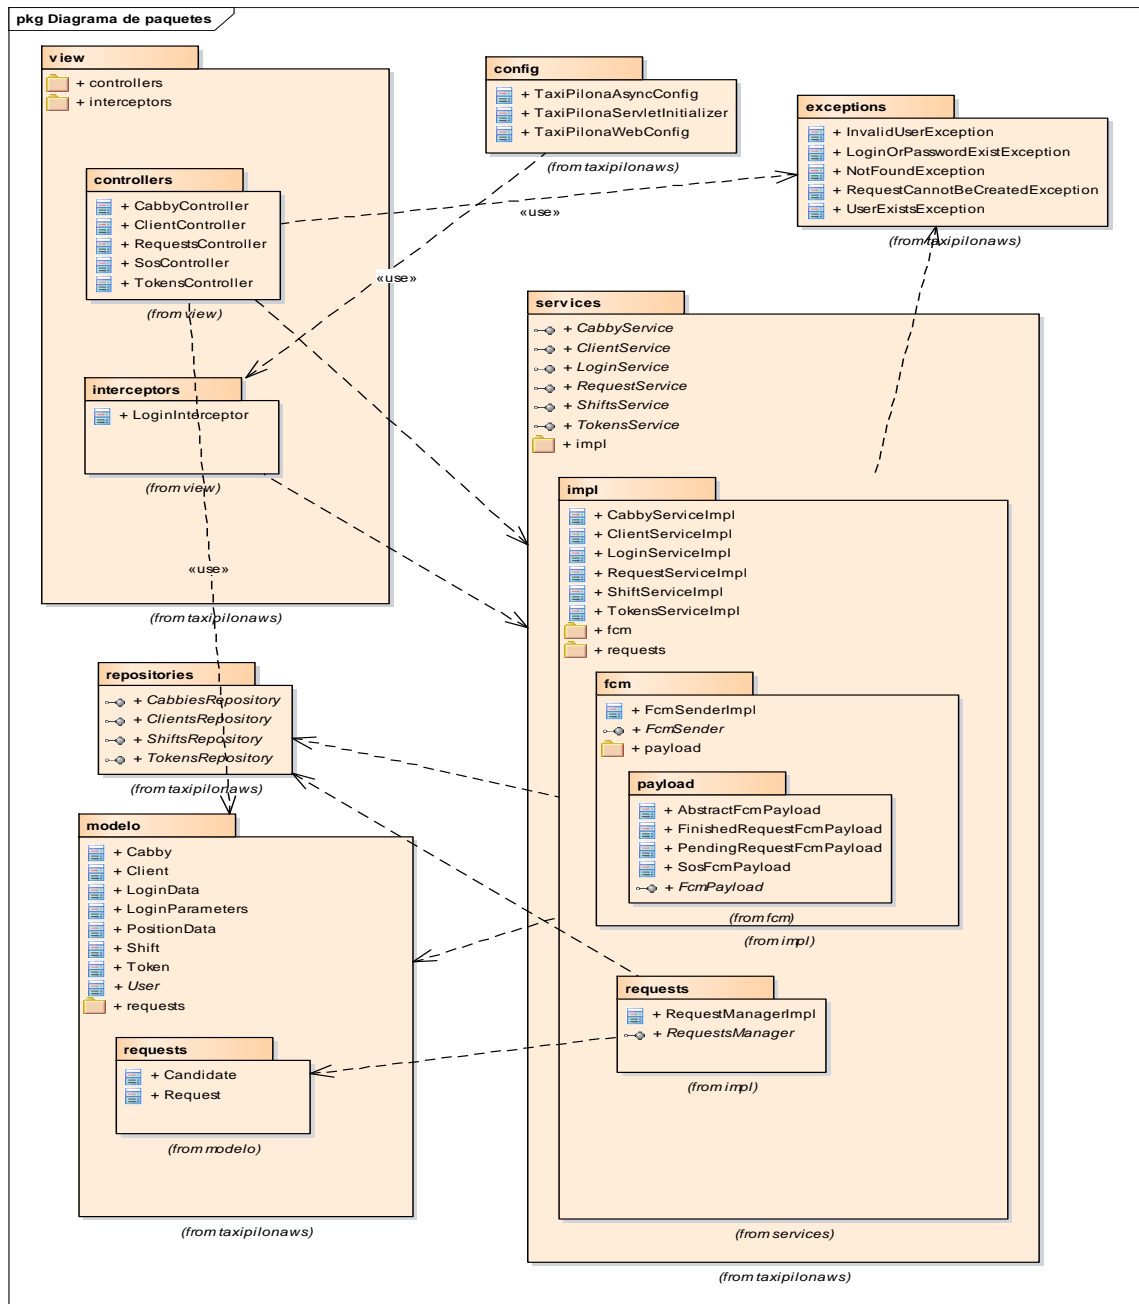 pkg Diagrama de paquetes
view
+ controllers
+ interceptors
controllers
+ CabbyController
+ ClientController
+ RequestsController
+ SosController
+ TokensController
(from view)
interceptors
+ LoginInterceptor
(from view)
«use»
(from taxipilonaws)
config
+ TaxiPilonaAsyncConfig
+ TaxiPilonaServletInitializer
+ TaxiPilonaWebConfig
(from taxipilonaws)
«use»
«use»
exceptions
+ InvalidUserException
+ LoginOrPasswordExistException
+ NotFoundException
+ RequestCannotBeCreatedException
+ UserExistsException
(from taxipilonaws)
services
+ CabbyService
+ ClientService
+ LoginService
+ RequestService
+ ShiftsService
+ TokensService
+ impl
impl
+ CabbyServiceImpl
+ ClientServiceImpl
+ LoginServiceImpl
+ RequestServiceImpl
+ ShiftServiceImpl
+ TokensServiceImpl
+ fcm
+ requests
fcm
+ FcmSenderImpl
+ FcmSender
+ payload
payload
+ AbstractFcmPayload
+ FinishedRequestFcmPayload
+ PendingRequestFcmPayload
+ SosFcmPayload
+ FcmPayload
(from fcm)
(from impl)
requests
+ RequestManagerImpl
+ RequestsManager
(from impl)
(from services)
(from taxipilonaws)
repositories
+ CabbiesRepository
+ ClientsRepository
+ ShiftsRepository
+ TokensRepository
(from taxipilonaws)
modelo
+ Cabby
+ Client
+ LoginData
+ LoginParameters
+ PositionData
+ Shift
+ Token
+ User
+ requests
requests
+ Candidate
+ Request
(from modelo)
(from taxipilonaws)